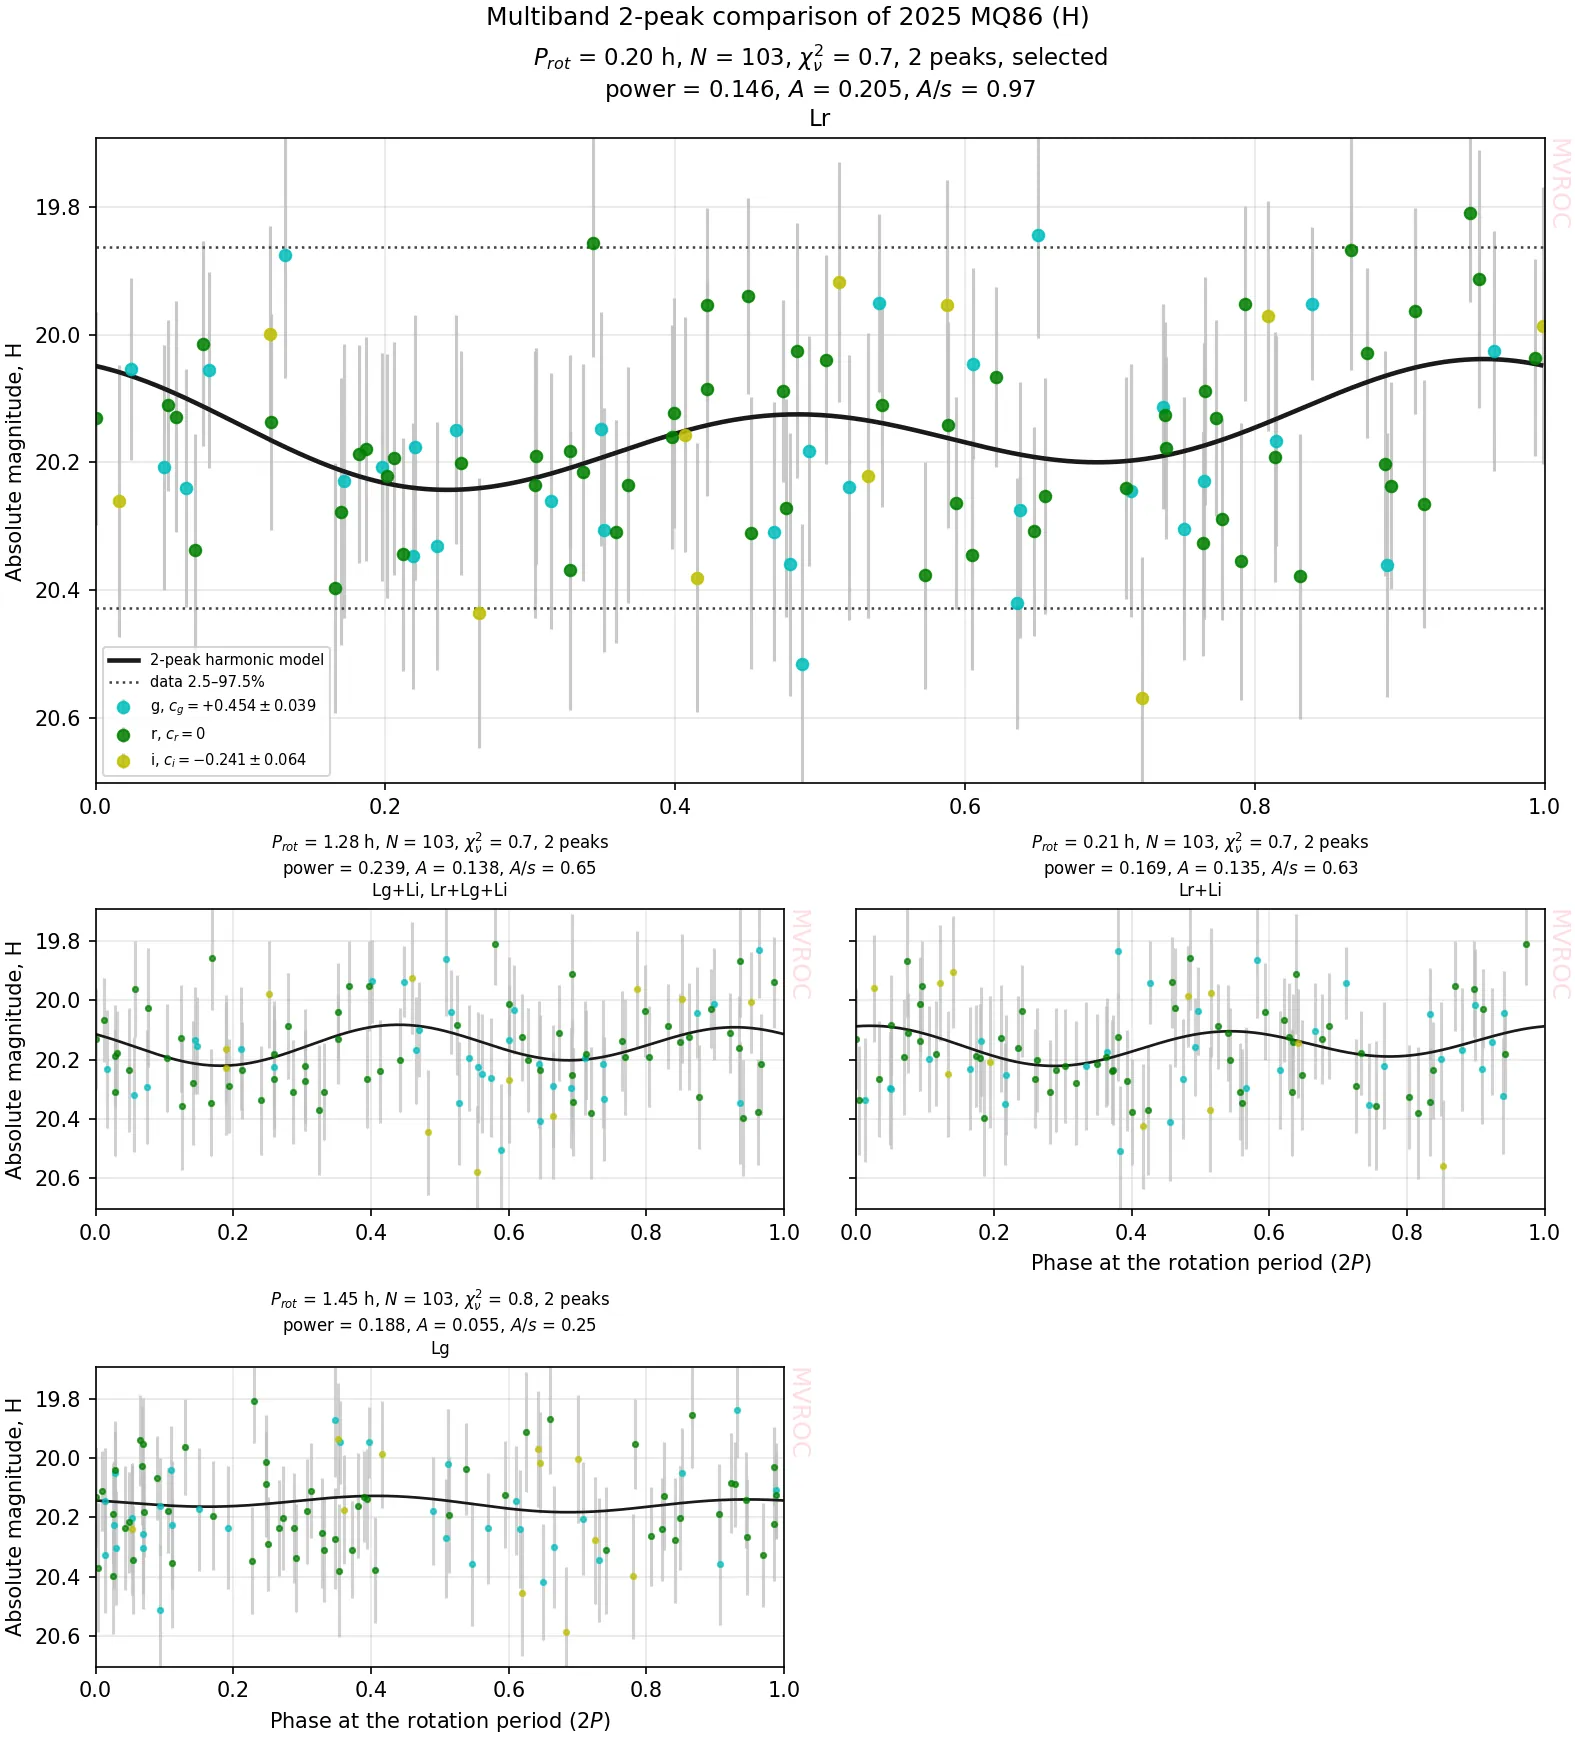 Multiband 2-peak comparison of 2025 MQ86 (H)
P_rot = 0.20 h, N = 103, χ²_ν = 0.7, 2 peaks, selected
power = 0.146, A = 0.205, A/s = 0.97
Lr
MVROC
Absolute magnitude, H
19.8
20.0
20.2
20.4
20.6
2-peak harmonic model
data 2.5–97.5%
g, c_g = +0.454 ± 0.039
r, c_r = 0
i, c_i = −0.241 ± 0.064
0.0 0.2 0.4 0.6 0.8 1.0
P_rot = 1.28 h, N = 103, χ²_ν = 0.7, 2 peaks
power = 0.239, A = 0.138, A/s = 0.65
Lg+Li, Lr+Lg+Li
MVROC
Absolute magnitude, H
19.8
20.0
20.2
20.4
20.6
0.0 0.2 0.4 0.6 0.8 1.0
P_rot = 0.21 h, N = 103, χ²_ν = 0.7, 2 peaks
power = 0.169, A = 0.135, A/s = 0.63
Lr+Li
MVROC
0.0 0.2 0.4 0.6 0.8 1.0
Phase at the rotation period (2P)
P_rot = 1.45 h, N = 103, χ²_ν = 0.8, 2 peaks
power = 0.188, A = 0.055, A/s = 0.25
Lg
MVROC
Absolute magnitude, H
19.8
20.0
20.2
20.4
20.6
0.0 0.2 0.4 0.6 0.8 1.0
Phase at the rotation period (2P)